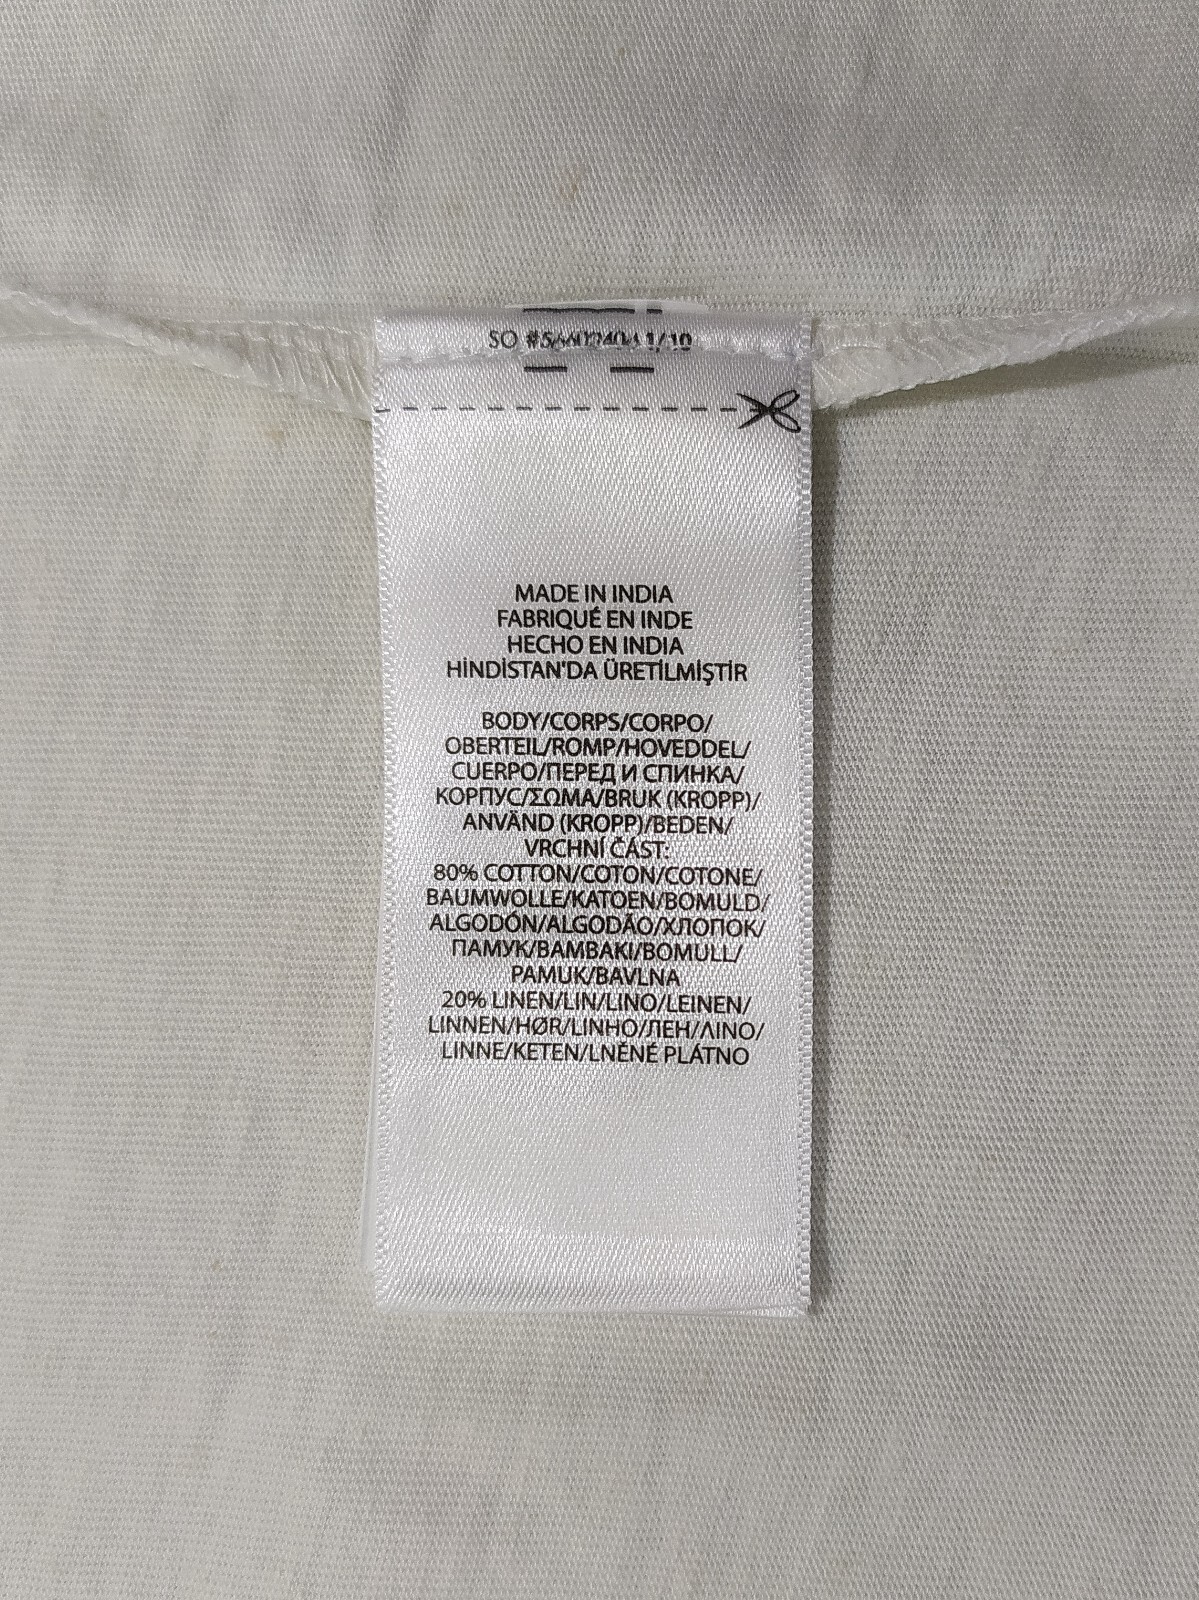 SO
MADE IN INDIA
FABRIQUÉ EN INDE
HECHO EN INDIA
HİNDİSTAN'DA ÜRETİLMİŞTİR
BODY/CORPS/CORPO/
OBERTEIL/ROMP/HOVEDDEL/
CUERPO/ПЕРЕД И СПИНКА/
КОРПУС/ΣΩΜΑ/BRUK (KROPP)/
ANVÄND (KROPP)/BEDEN/
VRCHNÍ ČÁST:
80% COTTON/COTON/COTONE/
BAUMWOLLE/KATOEN/BOMULD/
ALGODÓN/ALGODÃO/ХЛОПОК/
ПАМУК/ΒΑΜΒΑΚΙ/BOMULL/
PAMUK/BAVLNA
20% LINEN/LIN/LINO/LEINEN/
LINNEN/HØR/LINHO/ЛЕН/ΛΙΝΟ/
LINNE/KETEN/LNĚNÉ PLÁTNO